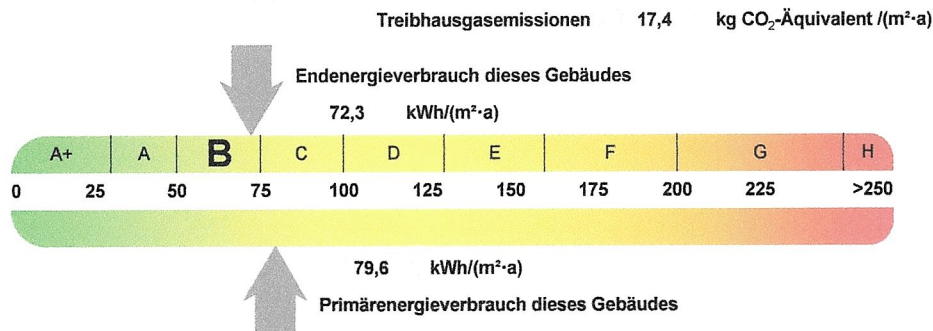 Treibhausgasemissionen 17,4 kg CO₂-Äquivalent /(m²·a)
Endenergieverbrauch dieses Gebäudes
72,3 kWh/(m²·a)
A+ A B C D E F G H
0 25 50 75 100 125 150 175 200 225 >250
79,6 kWh/(m²·a)
Primärenergieverbrauch dieses Gebäudes